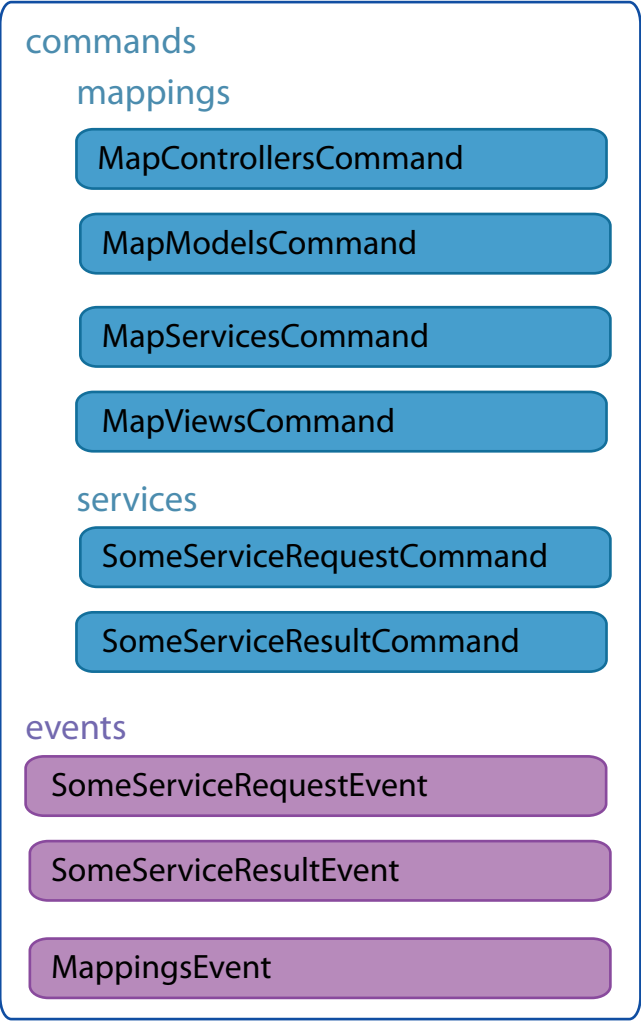 commands
mappings
MapControllersCommand
MapModelsCommand
MapServicesCommand
MapViewsCommand
services
SomeServiceRequestCommand
SomeServiceResultCommand
events
SomeServiceRequestEvent
SomeServiceResultEvent
MappingsEvent